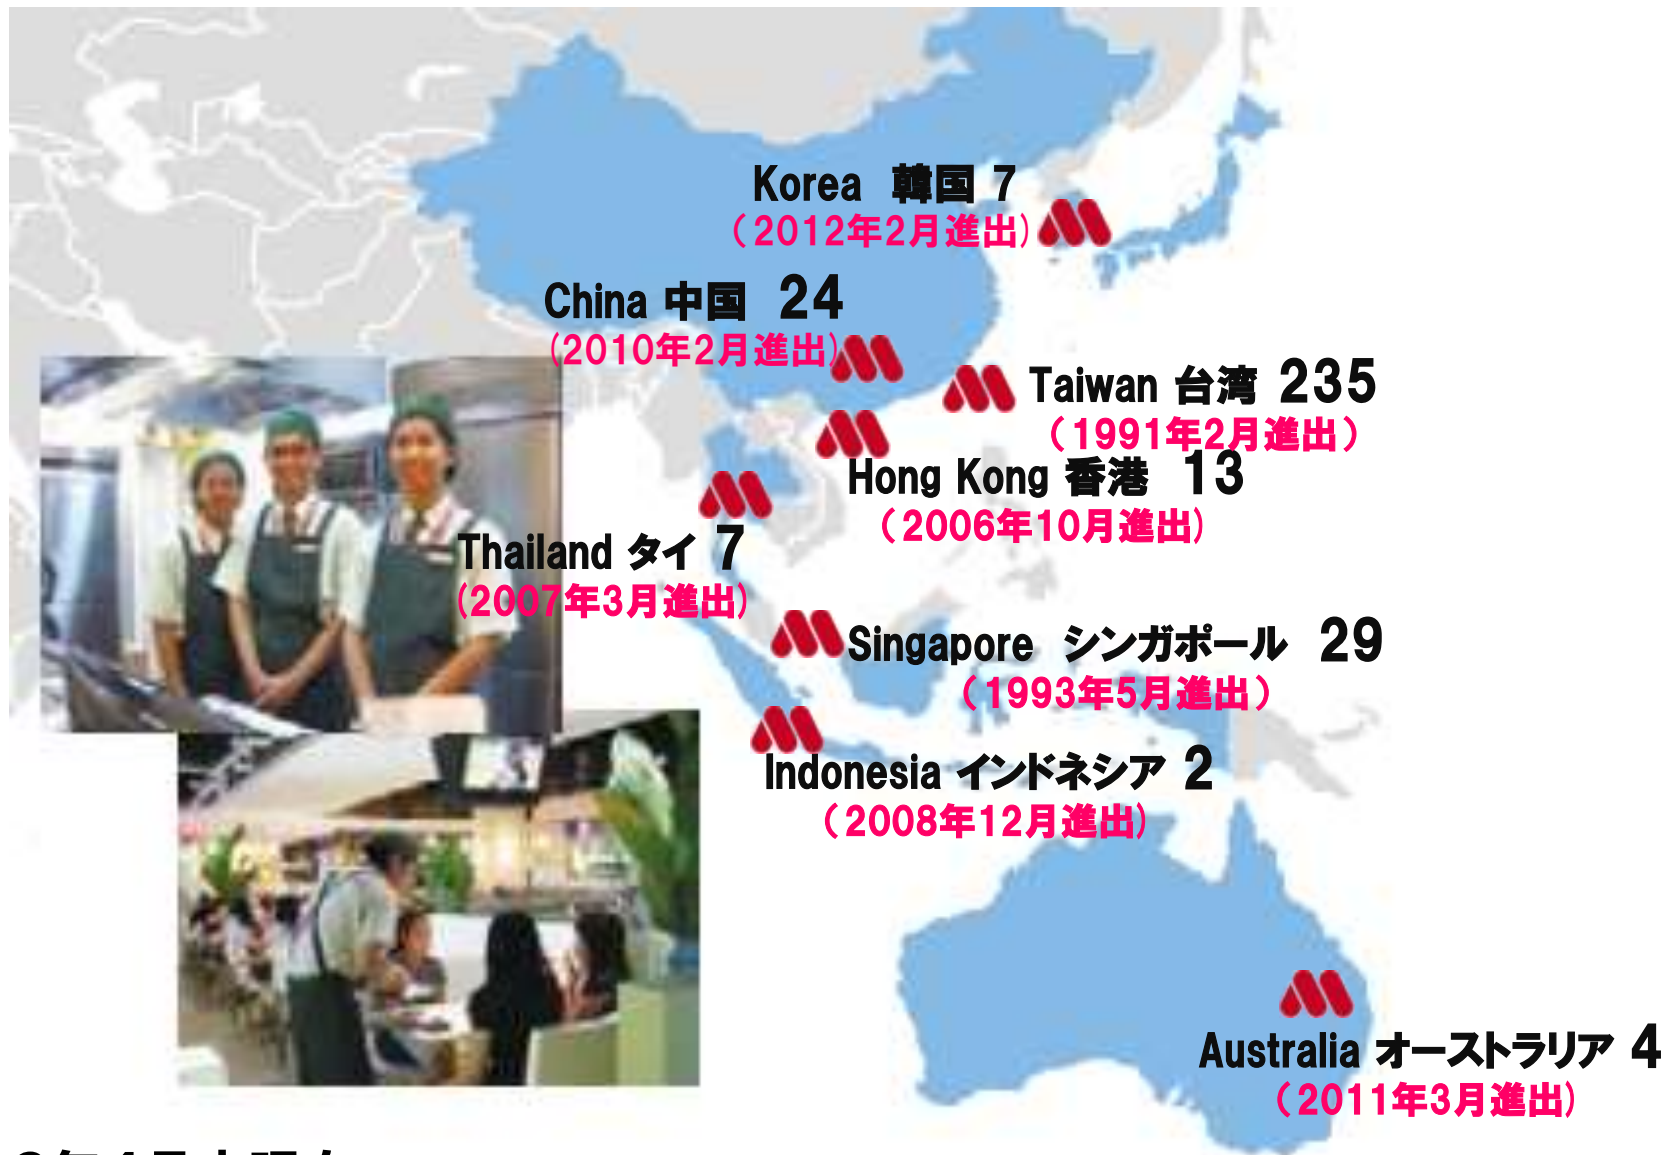 Korea 韓国 7
（2012年2月進出)
China 中国 24
(2010年2月進出)
Taiwan 台湾 235
（1991年2月進出）
Hong Kong 香港 13
（2006年10月進出)
Thailand タイ 7
(2007年3月進出)
Singapore シンガポール 29
（1993年5月進出）
Indonesia インドネシア 2
（2008年12月進出)
Australia オーストラリア 4
（2011年3月進出)